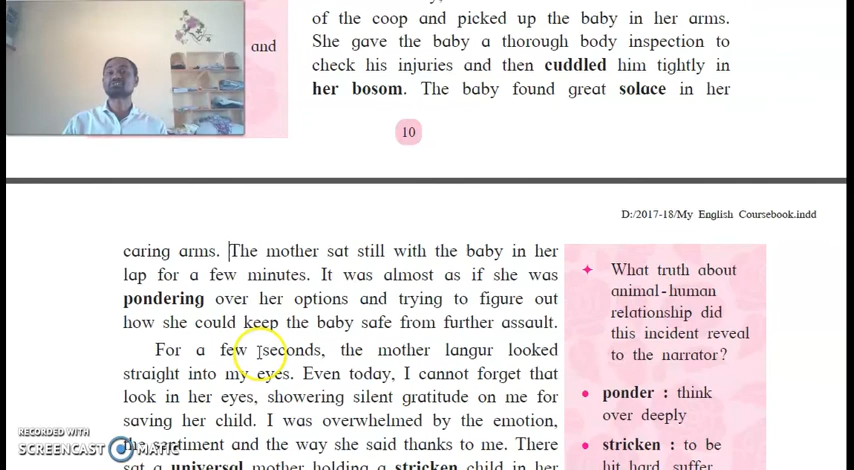 of the coop and picked up the baby in her arms.
She gave the baby a thorough body inspection to
check his injuries and then cuddled him tightly in
her bosom. The baby found great solace in her
and
10
D:/2017-18/My English Coursebook.indd
caring arms. The mother sat still with the baby in her
lap for a few minutes. It was almost as if she was
pondering over her options and trying to figure out
how she could keep the baby safe from further assault.
For a few seconds, the mother langur looked
straight into my eyes. Even today, I cannot forget that
look in her eyes, showering silent gratitude on me for
saving her child. I was overwhelmed by the emotion,
the sentiment and the way she said thanks to me. There
sat a universal mother holding a stricken child in her
What truth about
animal-human
relationship did
this incident reveal
to the narrator?
ponder : think
over deeply
stricken : to be
hit hard, suffer
RECORDED WITH
SCREENCAST MATIC